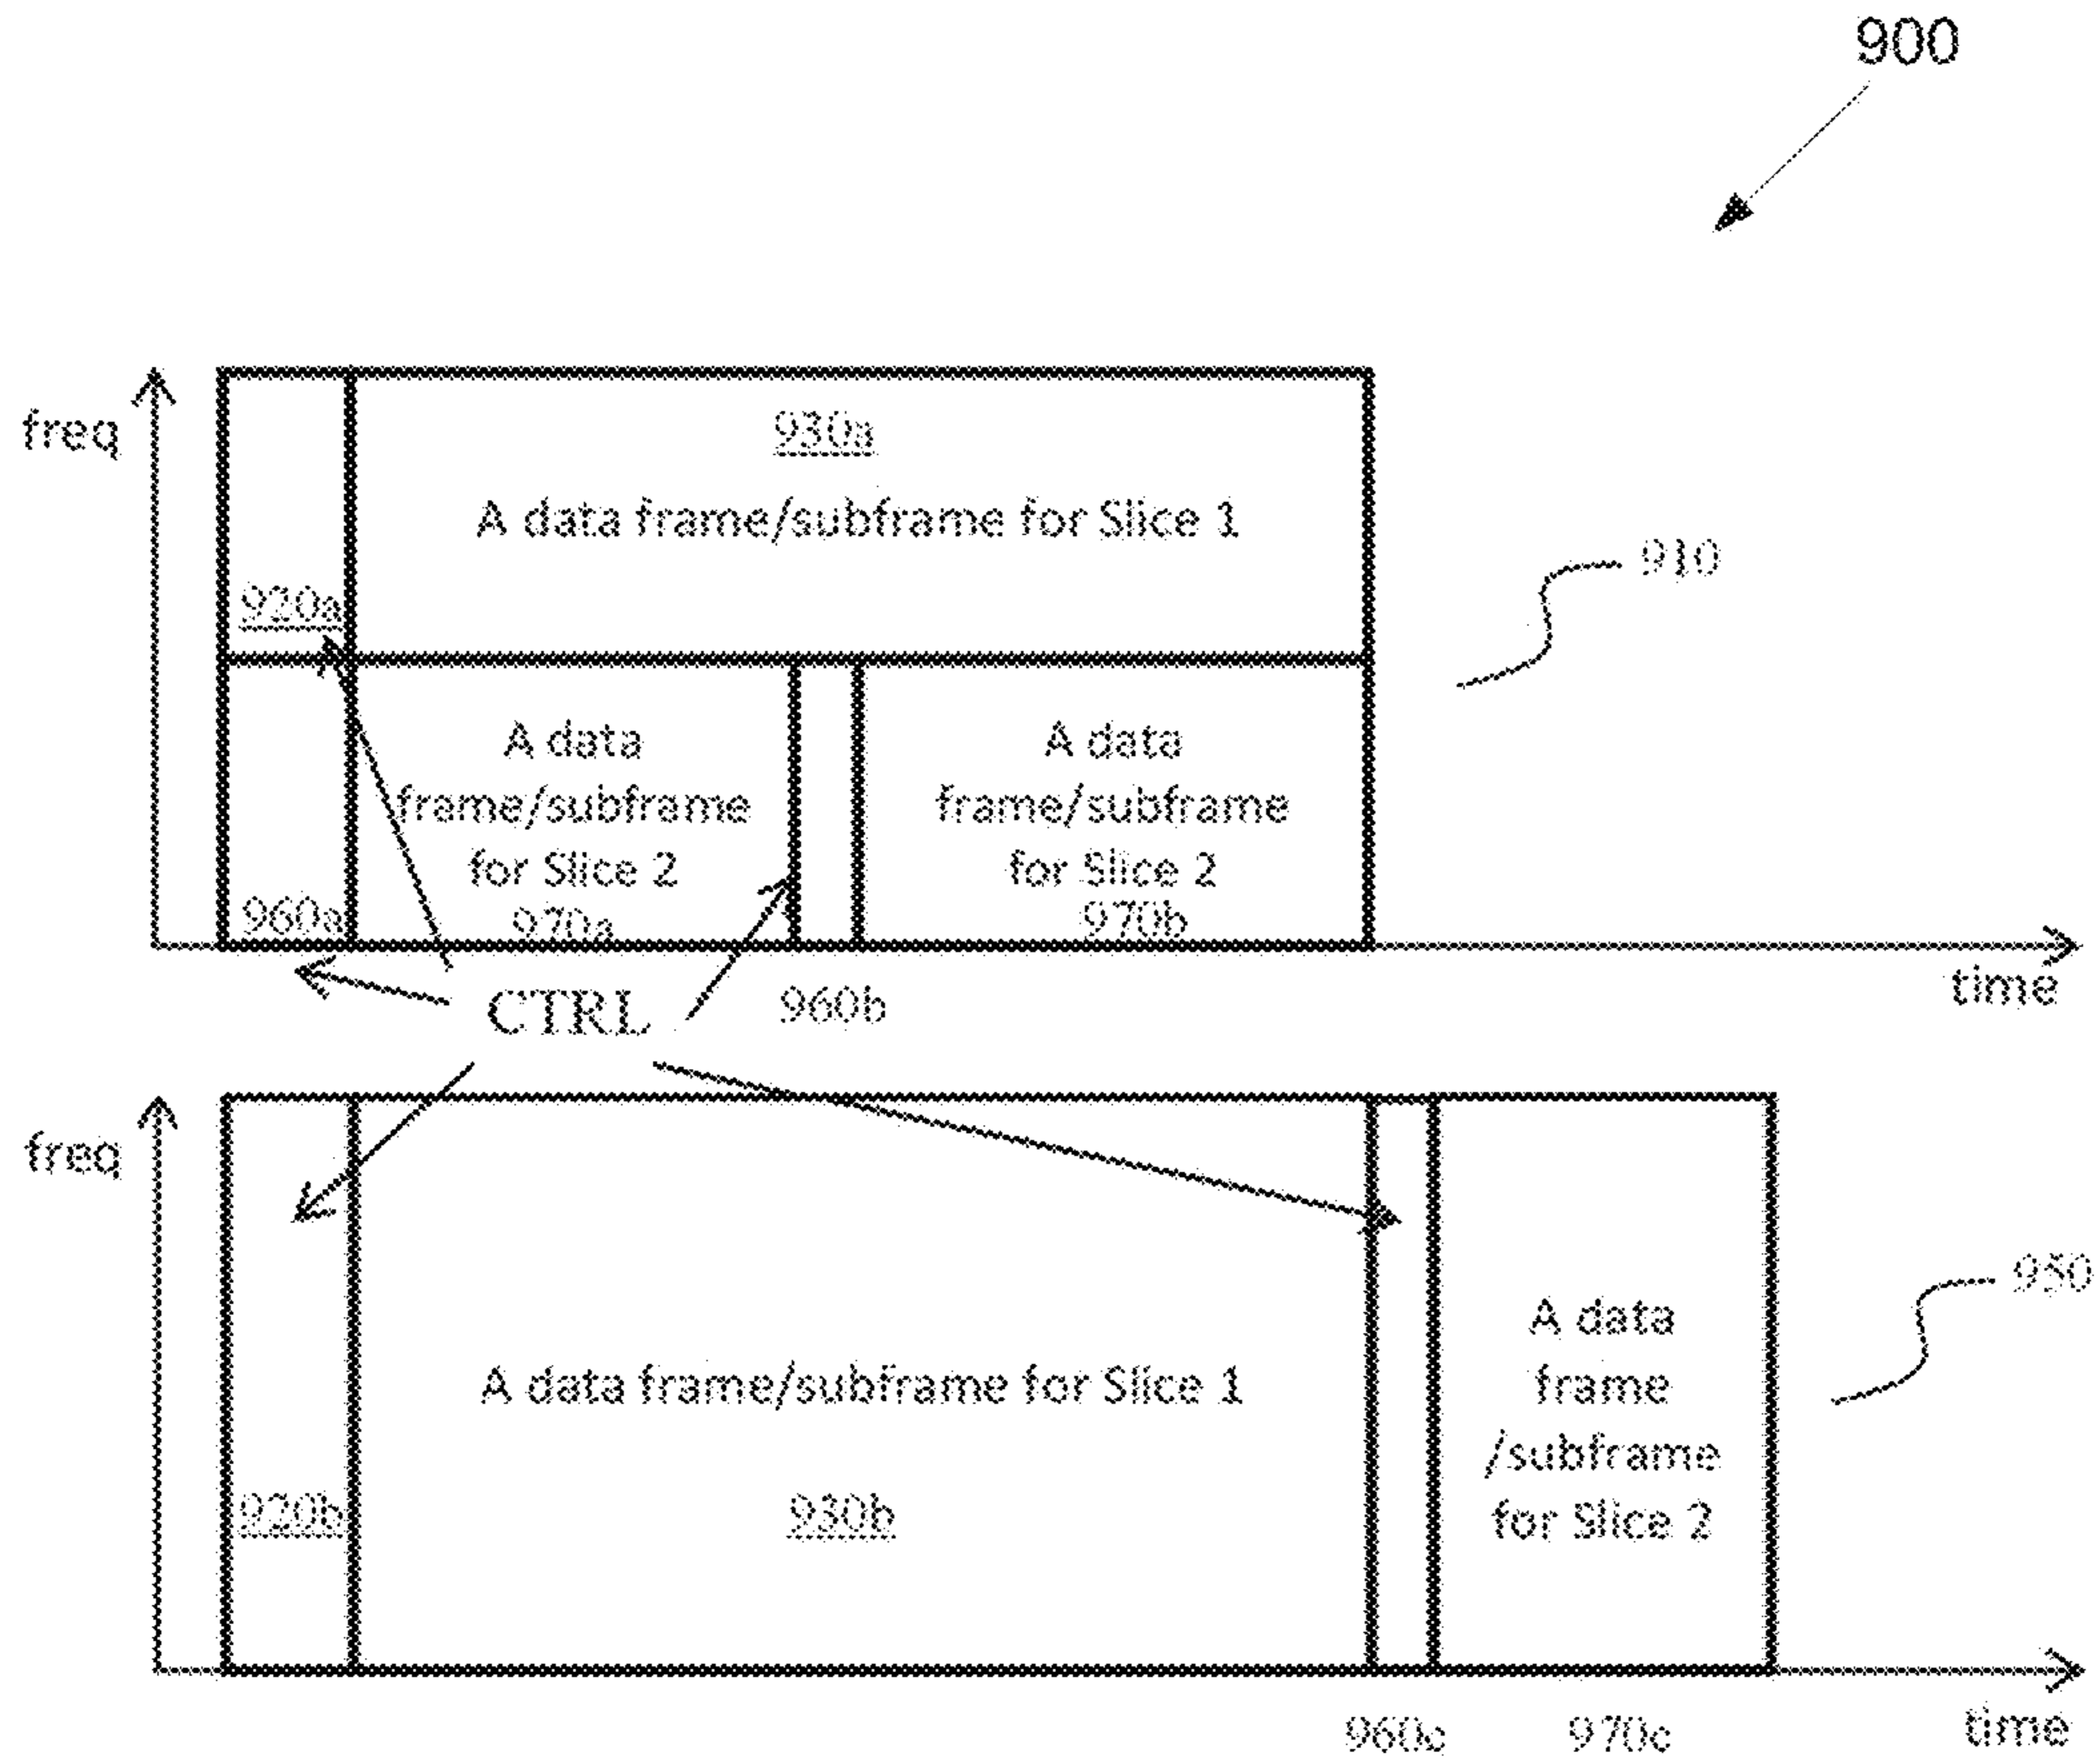 900
freq
930a
A data frame/subframe for Slice 1
910
920a
A data
frame/subframe
for Slice 2
970a
A data
frame/subframe
for Slice 2
970b
960a
time
CTRL
960b
freq
950
A data frame/subframe for Slice 1
A data
frame
/subframe
for Slice 2
920b
930b
960c
970c
time